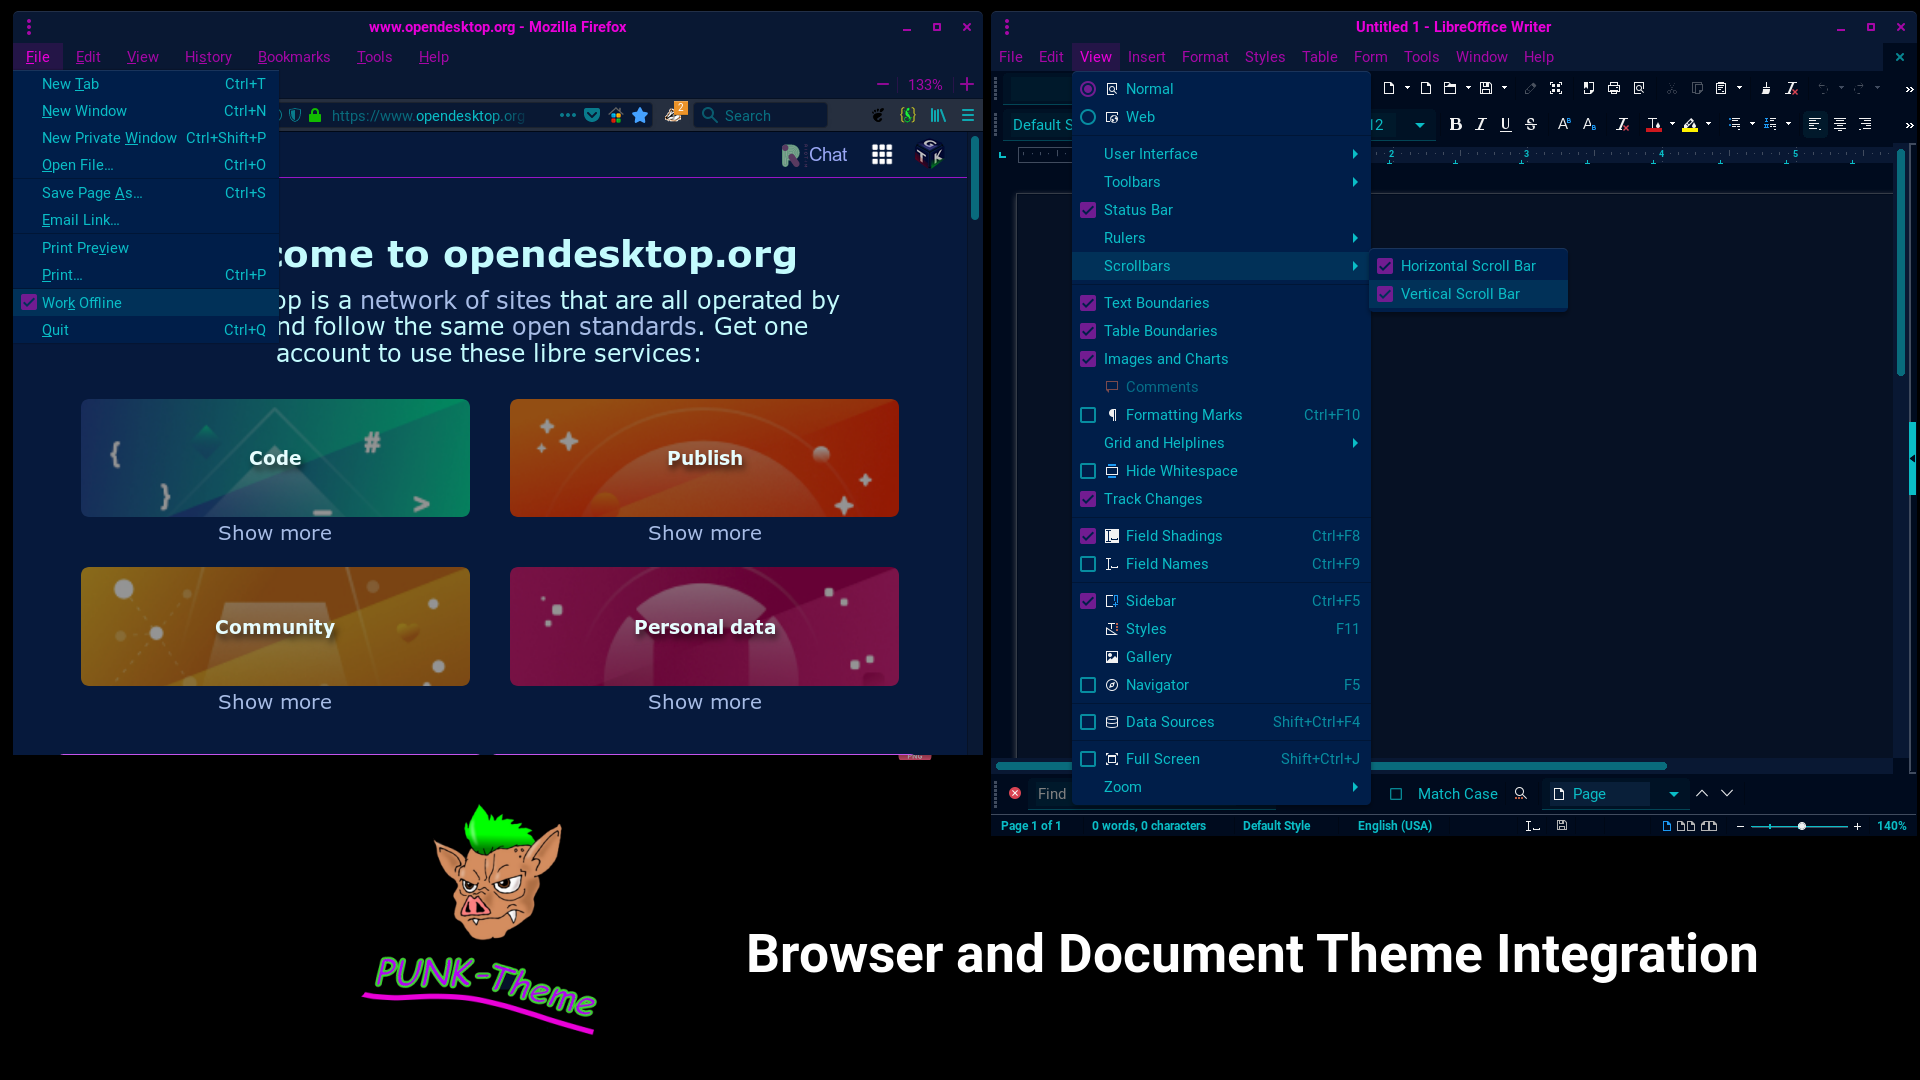 www.opendesktop.org - Mozilla Firefox
File Edit View History Bookmarks Tools Help
New Tab Ctrl+T
New Window Ctrl+N
New Private Window Ctrl+Shift+P
Open File... Ctrl+O
Save Page As... Ctrl+S
Email Link...
Print Preview
Print... Ctrl+P
Work Offline
Quit Ctrl+Q
133%
https://www.opendesktop.org
2
Search
Chat
come to opendesktop.org
op is a network of sites that are all operated by
nd follow the same open standards. Get one
account to use these libre services:
Code
Publish
Show more
Show more
Community
Personal data
Show more
Show more
PNG
Untitled 1 - LibreOffice Writer
File Edit View Insert Format Styles Table Form Tools Window Help
Default S
12
B I U S
2 3 4 5
Normal
Web
User Interface
Toolbars
Status Bar
Rulers
Scrollbars
Horizontal Scroll Bar
Vertical Scroll Bar
Text Boundaries
Table Boundaries
Images and Charts
Comments
Formatting Marks Ctrl+F10
Grid and Helplines
Hide Whitespace
Track Changes
Field Shadings Ctrl+F8
Field Names Ctrl+F9
Sidebar Ctrl+F5
Styles F11
Gallery
Navigator F5
Data Sources Shift+Ctrl+F4
Full Screen Shift+Ctrl+J
Zoom
Find
Match Case
Page
Page 1 of 1
0 words, 0 characters
Default Style
English (USA)
140%
PUNK-Theme
Browser and Document Theme Integration